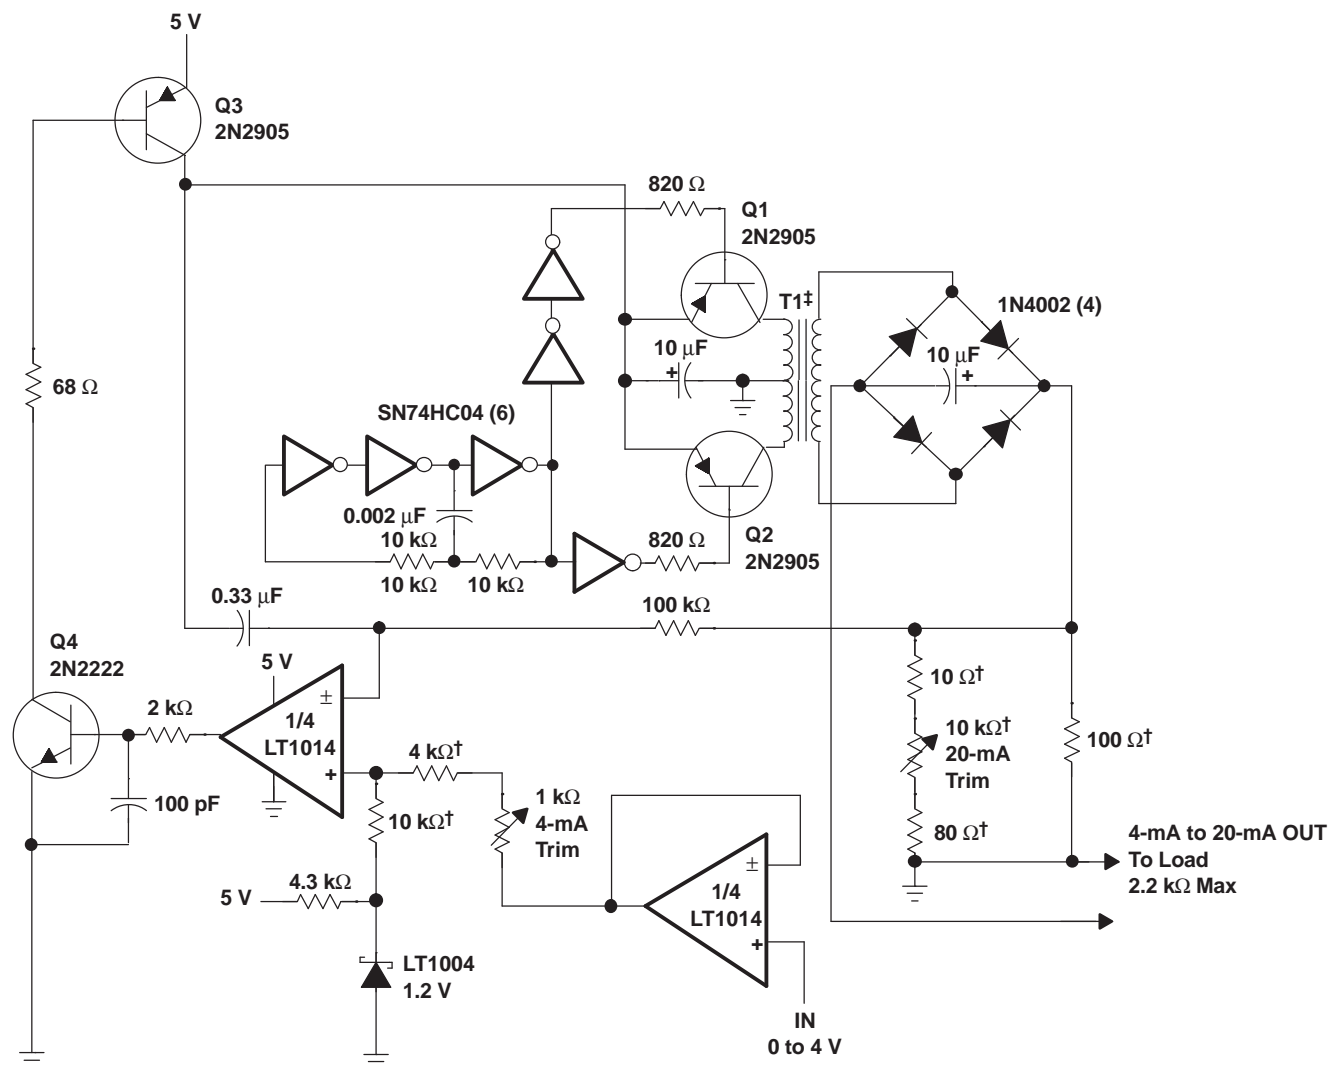 5 V
Q3
2N2905
820 Ω
Q1
2N2905
T1‡
1N4002 (4)
10 μF
+
10 μF
+
68 Ω
SN74HC04 (6)
0.002 μF
10 kΩ
10 kΩ
10 kΩ
820 Ω
Q2
2N2905
0.33 μF
100 kΩ
Q4
2N2222
5 V
±
2 kΩ
1/4
LT1014
+
10 Ω†
10 kΩ†
20-mA
Trim
100 Ω†
4 kΩ†
100 pF
10 kΩ†
1 kΩ
4-mA
Trim
80 Ω†
4-mA to 20-mA OUT
To Load
2.2 kΩ Max
±
1/4
LT1014
+
4.3 kΩ
5 V
LT1004
1.2 V
IN
0 to 4 V